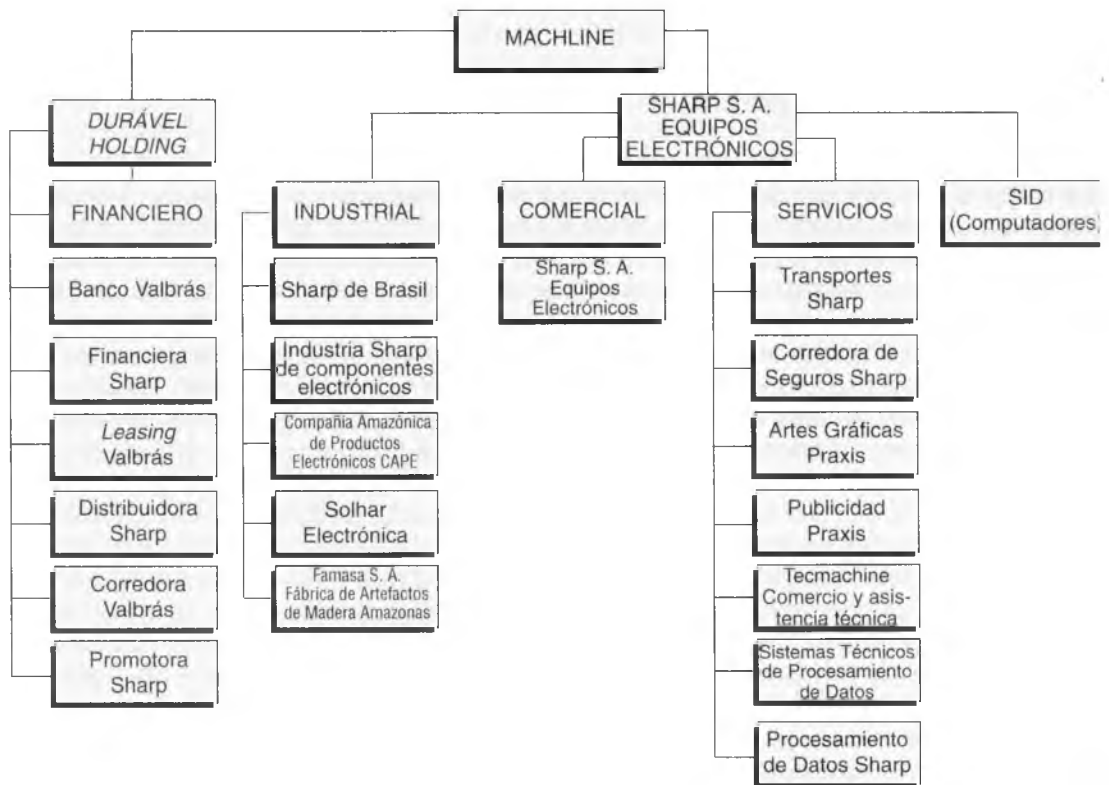 MACHLINE
DURÁVEL
HOLDING
SHARP S. A.
EQUIPOS
ELECTRÓNICOS
FINANCIERO
INDUSTRIAL
COMERCIAL
SERVICIOS
SID
(Computadores)
Banco Valbrás
Financiera
Sharp
Leasing
Valbrás
Distribuidora
Sharp
Corredora
Valbrás
Promotora
Sharp
Sharp de Brasil
Industria Sharp
de componentes
electrónicos
Compañia Amazónica
de Productos
Electrónicos CAPE
Solhar
Electrónica
Famasa S. A.
Fábrica de Artefactos
de Madera Amazonas
Sharp S. A.
Equipos
Electrónicos
Transportes
Sharp
Corredora de
Seguros Sharp
Artes Gráficas
Praxis
Publicidad
Praxis
Tecmachine
Comercio y asis-
tencia técnica
Sistemas Técnicos
de Procesamiento
de Datos
Procesamiento
de Datos Sharp